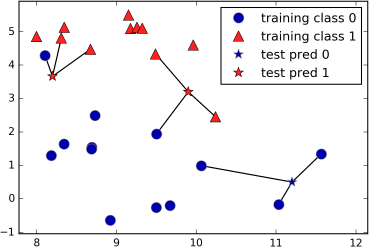 training class 0
training class 1
test pred 0
test pred 1
5
4
3
2
1
0
−1
8 9 10 11 12